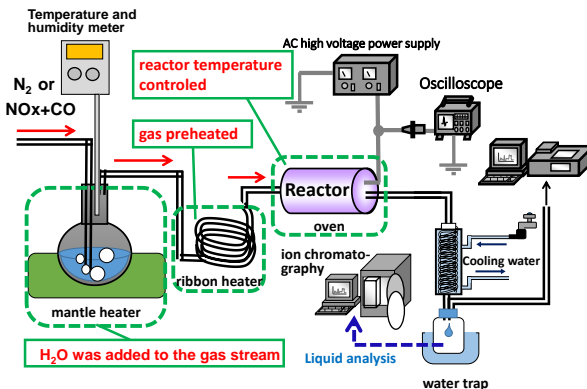 Temperature and
humidity meter
N2 or
NOx+CO
reactor temperature
controled
gas preheated
AC high voltage power supply
Oscilloscope
Reactor
oven
ribbon heater
mantle heater
H2O was added to the gas stream
ion chromato-
graphy
Cooling water
Liquid analysis
water trap